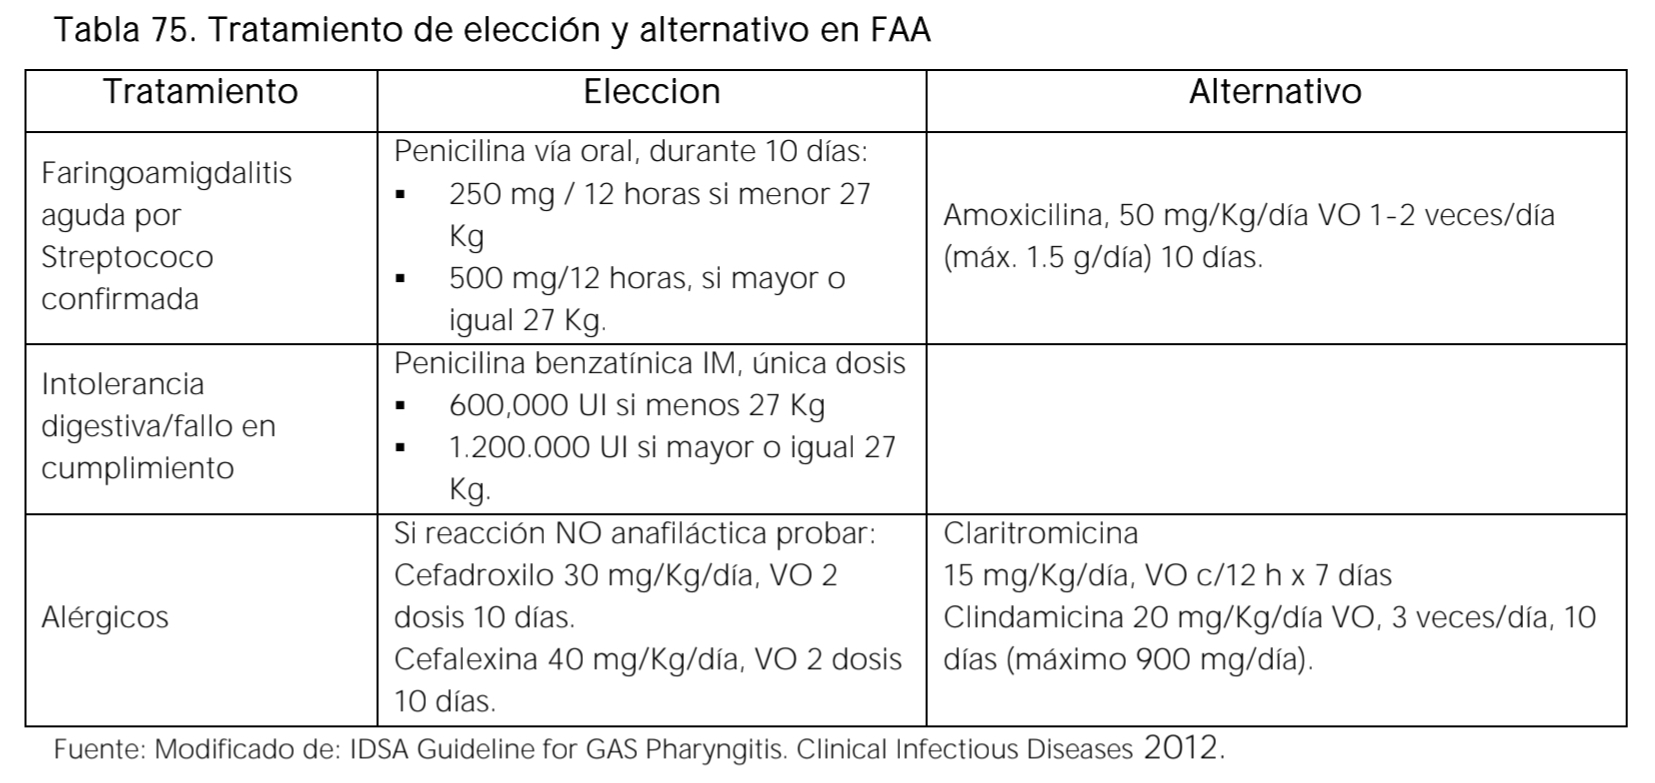 Tabla 75. Tratamiento de elección y alternativo en FAA
Tratamiento
Eleccion
Alternativo
Faringoamigdalitis
aguda por
Streptococo
confirmada
Penicilina vía oral, durante 10 días:
▪ 250 mg / 12 horas si menor 27
Kg
▪ 500 mg/12 horas, si mayor o
igual 27 Kg.
Amoxicilina, 50 mg/Kg/día VO 1-2 veces/día
(máx. 1.5 g/día) 10 días.
Intolerancia
digestiva/fallo en
cumplimiento
Penicilina benzatínica IM, única dosis
▪ 600,000 UI si menos 27 Kg
▪ 1.200.000 UI si mayor o igual 27
Kg.
Alérgicos
Si reacción NO anafiláctica probar:
Cefadroxilo 30 mg/Kg/día, VO 2
dosis 10 días.
Cefalexina 40 mg/Kg/día, VO 2 dosis
10 días.
Claritromicina
15 mg/Kg/día, VO c/12 h x 7 días
Clindamicina 20 mg/Kg/día VO, 3 veces/día, 10
días (máximo 900 mg/día).
Fuente: Modificado de: IDSA Guideline for GAS Pharyngitis. Clinical Infectious Diseases 2012.